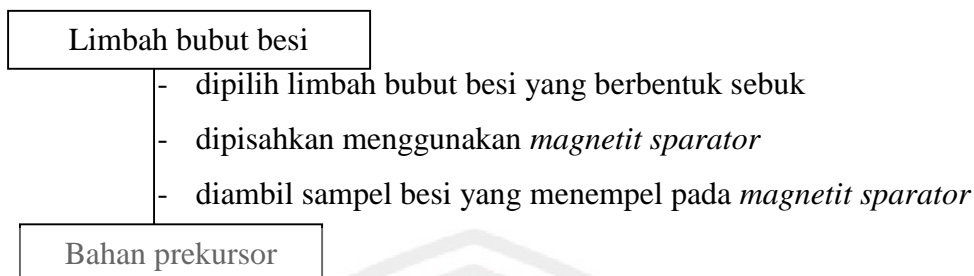 Limbah bubut besi
- dipilih limbah bubut besi yang berbentuk sebuk
- dipisahkan menggunakan magnetit sparator
- diambil sampel besi yang menempel pada magnetit sparator
Bahan prekursor